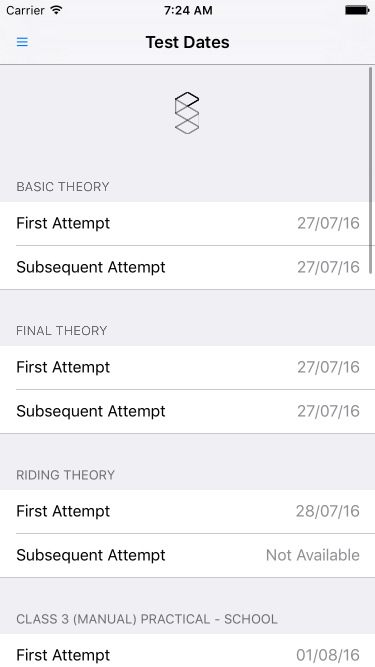 Carrier 7:24 AM
Test Dates
BASIC THEORY
First Attempt 27/07/16
Subsequent Attempt 27/07/16
FINAL THEORY
First Attempt 27/07/16
Subsequent Attempt 27/07/16
RIDING THEORY
First Attempt 28/07/16
Subsequent Attempt Not Available
CLASS 3 (MANUAL) PRACTICAL - SCHOOL
First Attempt 01/08/16